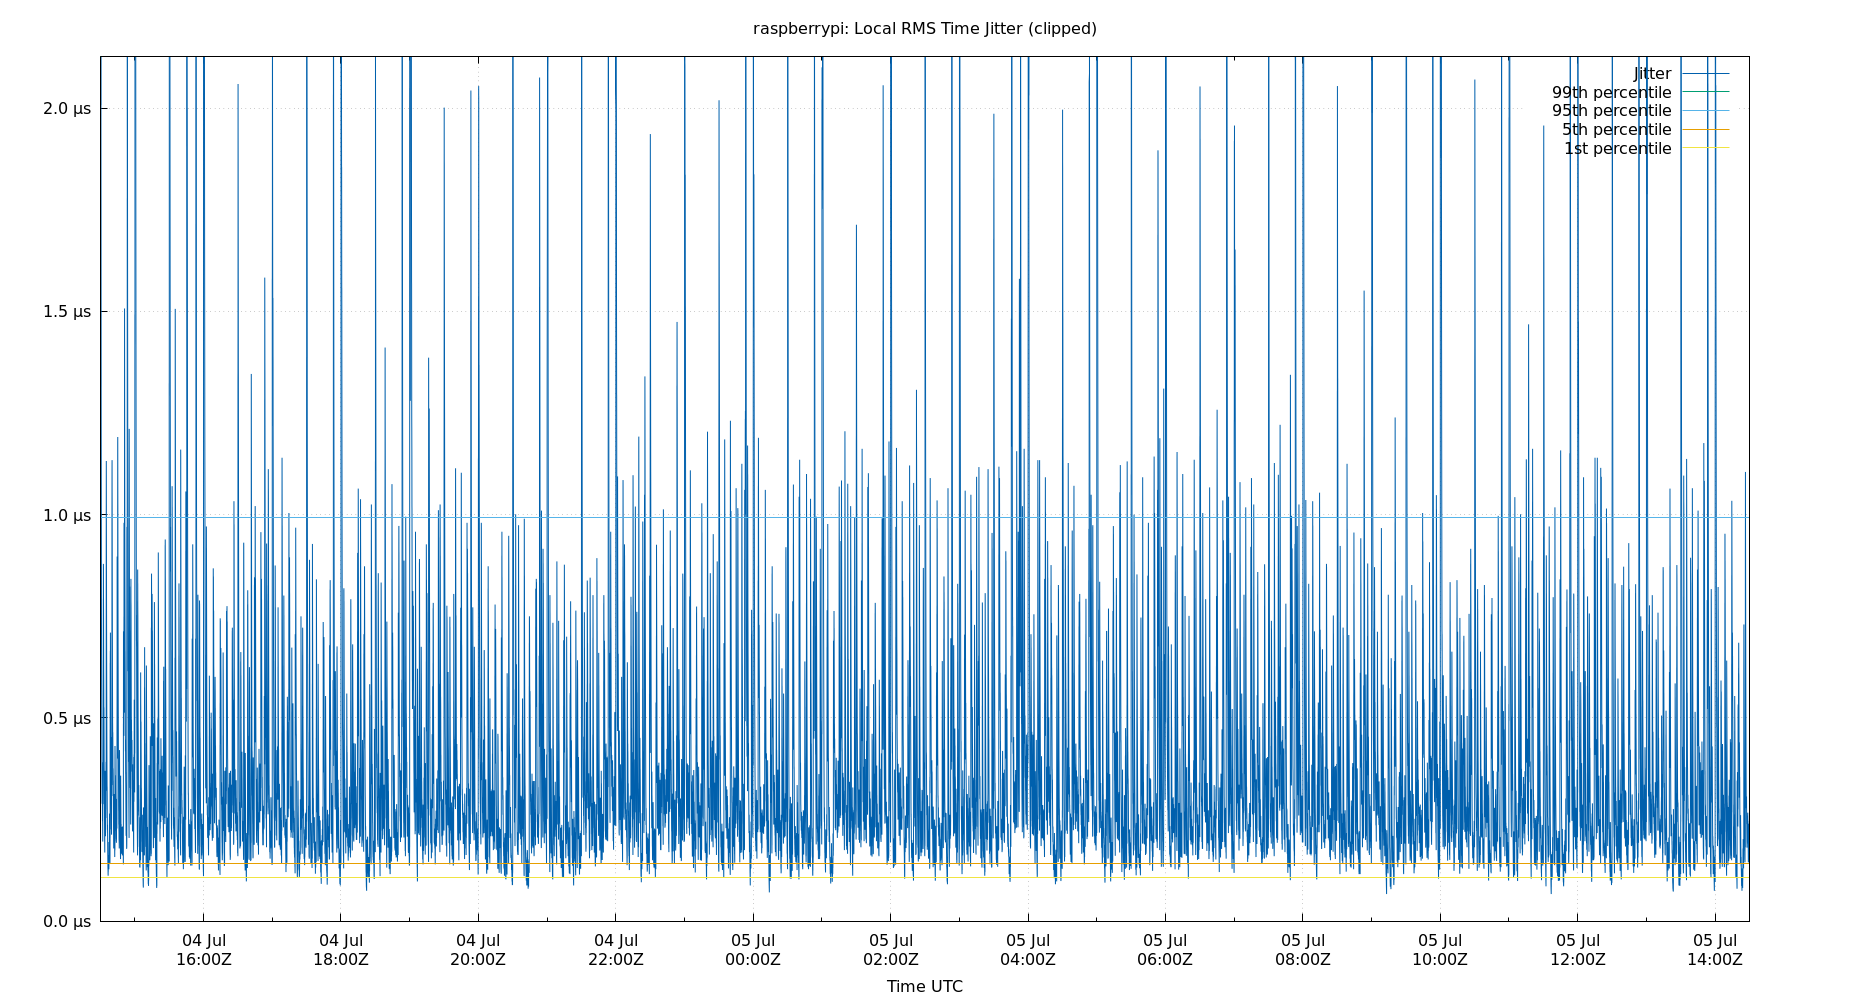 raspberrypi: Local RMS Time Jitter (clipped)
Jitter
99th percentile
95th percentile
5th percentile
1st percentile
2.0 µs
1.5 µs
1.0 µs
0.5 µs
0.0 µs
04 Jul 04 Jul 04 Jul 04 Jul 05 Jul 05 Jul 05 Jul 05 Jul 05 Jul 05 Jul 05 Jul 05 Jul
16:00Z 18:00Z 20:00Z 22:00Z 00:00Z 02:00Z 04:00Z 06:00Z 08:00Z 10:00Z 12:00Z 14:00Z
Time UTC